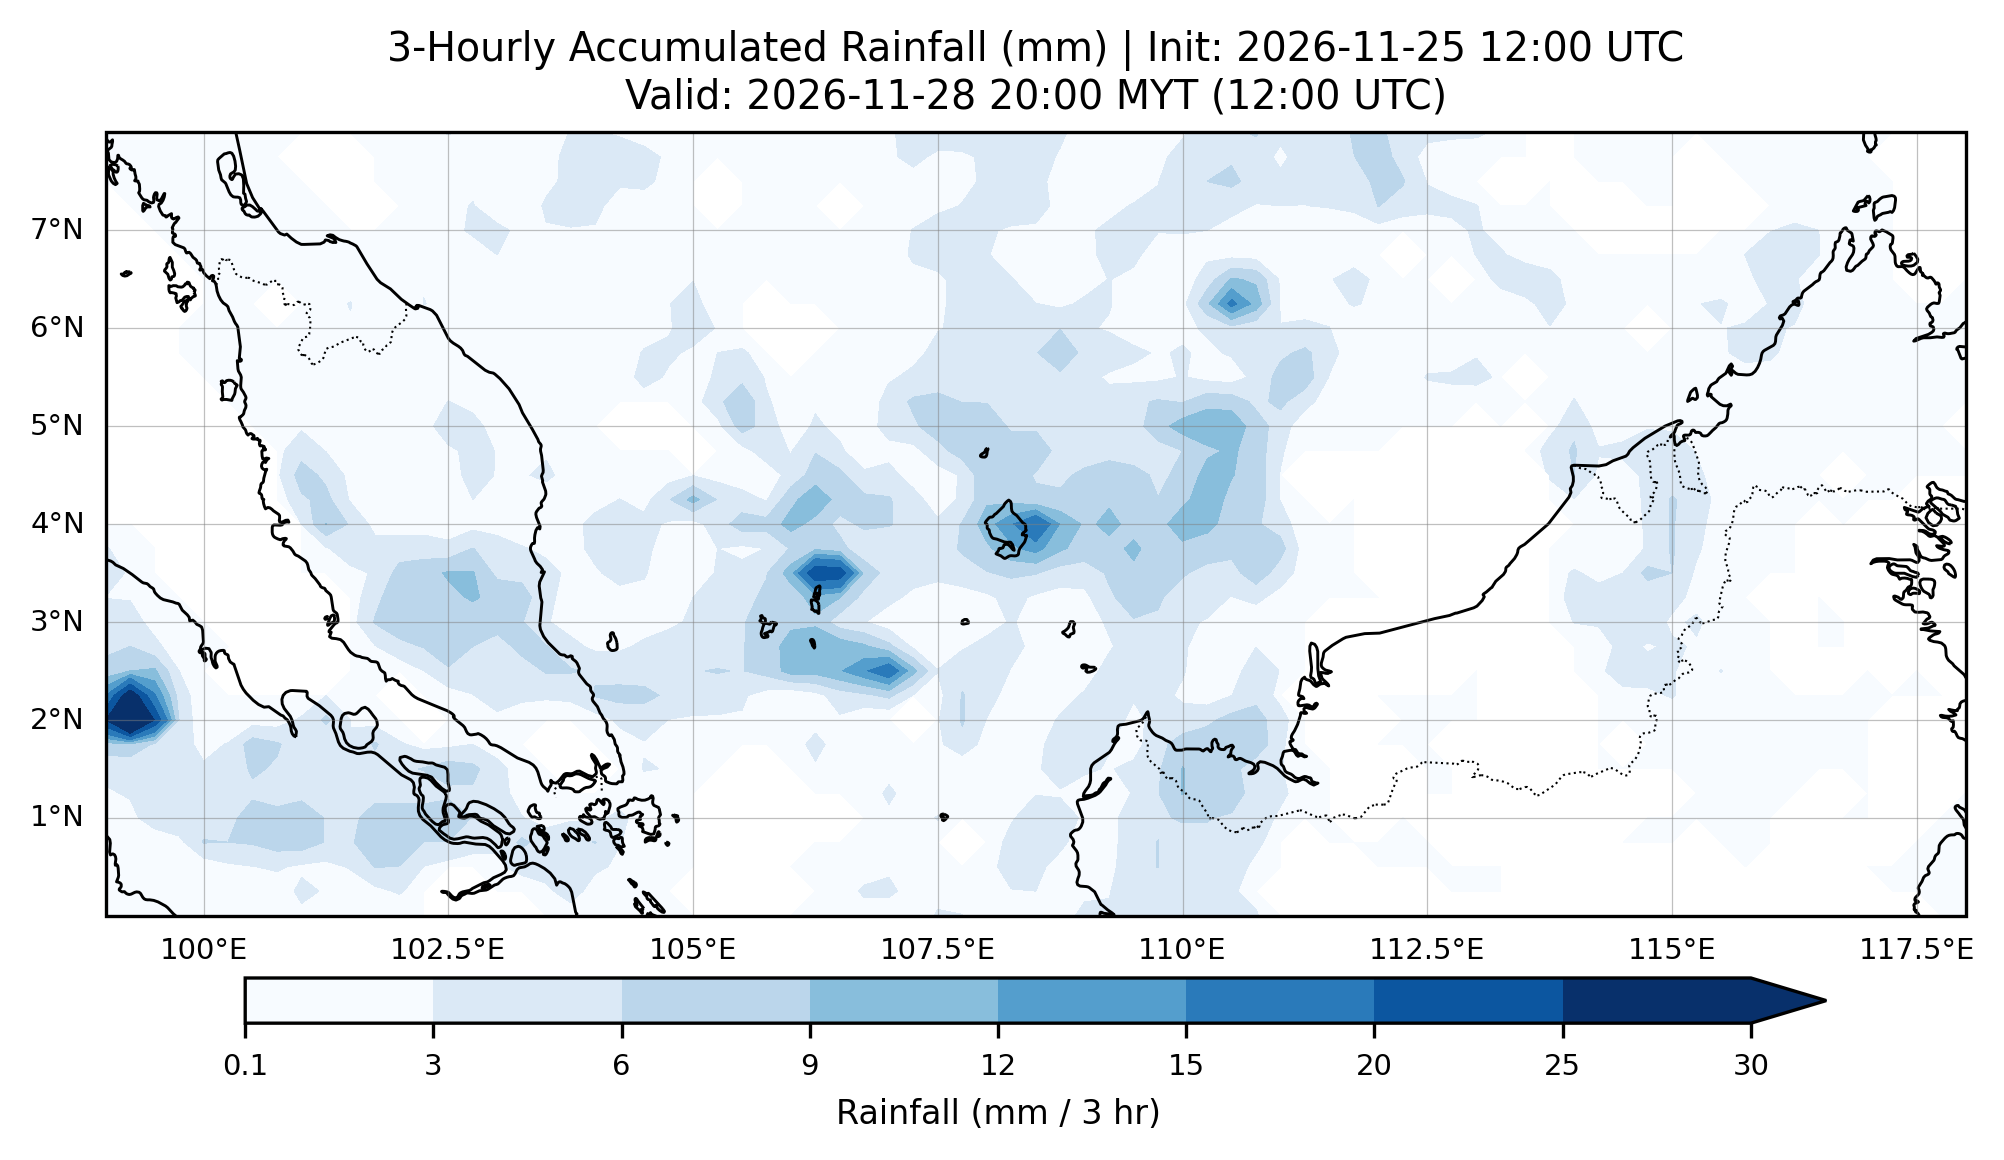 3-Hourly Accumulated Rainfall (mm) | Init: 2026-11-25 12:00 UTC
Valid: 2026-11-28 20:00 MYT (12:00 UTC)
7°N
6°N
5°N
4°N
3°N
2°N
1°N
100°E 102.5°E 105°E 107.5°E 110°E 112.5°E 115°E 117.5°E
0.1 3 6 9 12 15 20 25 30
Rainfall (mm / 3 hr)